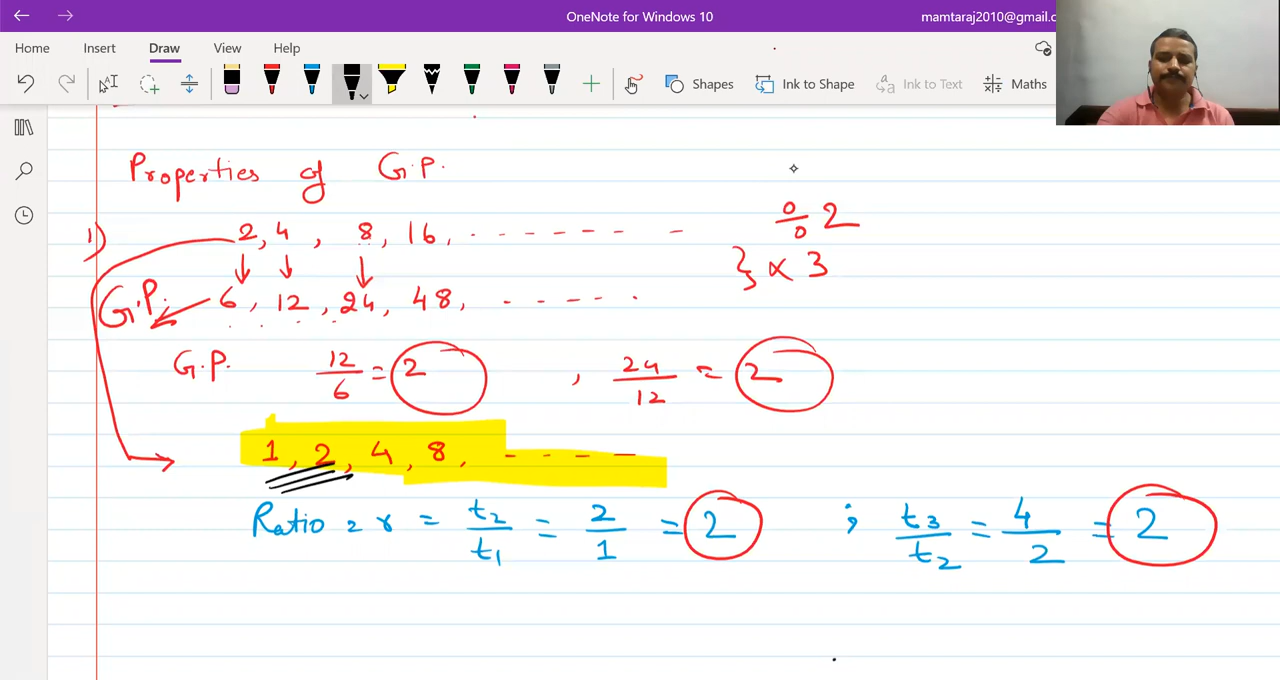 OneNote for Windows 10
mamtaraj2010@gmail.c
Home Insert Draw View Help
Shapes Ink to Shape Ink to Text Maths
Properties of G.P.
1) 2, 4, 8, 16, - - - - - - - ÷ 2
G.P. 6, 12, 24, 48, - - - - - } × 3
G.P. 12/6 = 2 , 24/12 = 2
1, 2, 4, 8, - - - -
Ratio = r = t2/t1 = 2/1 = 2 ; t3/t2 = 4/2 = 2